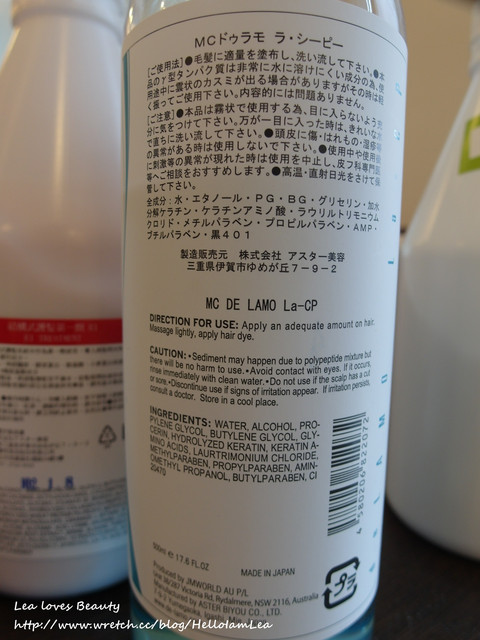 MCドゥラモ ラ・シーピー
【ご使用法】●毛髪に適量を塗布し、洗い流して下さい。●本
品のY型タンパク質は非常に水に溶けにくい成分の為、使
用途中に雲状のカスミが出る場合がありますがその時は軽
く振ってご使用下さい。内容的には問題ありません。
【ご注意】●本品は霧状で使用する為、目に入らないよう充
分に気をつけて下さい。万が一目に入った時は、きれいな水
で直ちに洗い流して下さい。●頭皮に傷・はれもの・湿疹等
の異常がある時は使用しないで下さい。●使用中や使用後
に刺激等の異常が現れた時は使用を中止し、皮フ科専門医
等へご相談をおすすめします。●高温・直射日光をさけて保
管して下さい。
全成分:水・エタノール・PG・BG・グリセリン・加水
分解ケラチン・ケラチンアミノ酸・ラウリルトリモニウム
クロリド・メチルパラベン・プロピルパラベン・AMP・
ブチルパラベン・黒401
製造販売元 株式会社 アスター美容
三重県伊賀市ゆめが丘7-9-2
MC DE LAMO La-CP
DIRECTION FOR USE: Apply an adequate amount on hair.
Massage lightly, apply hair dye.
CAUTION: •Sediment may happen due to polypeptide mixture but
there will be no harm to use.•Avoid contact with eyes. If it occurs,
rinse immediately with clean water.•Do not use if the scalp has a cut
or sore.•Discontinue use if signs of irritation appear. If irritation persists,
consult a doctor. Store in a cool place.
INGREDIENTS: WATER, ALCOHOL, PRO-
PYLENE GLYCOL, BUTYLENE GLYCOL, GLY-
CERIN, HYDROLYZED KERATIN, KERATIN A-
MINO ACIDS, LAURTRIMONIUM CHLORIDE,
METHYLPARABEN, PROPYLPARABEN, AMIN-
OMETHYL PROPANOL, BUTYLPARABEN, CI
20470
4580204822072
500ml e 17.6 FL.OZ
MADE IN JAPAN
Produced by JMWORLD AU P/L
Manufactured by ASTER BIYOU CO., LTD.
プラ
Lea loves Beauty
http://www.wretch.cc/blog/HelloIamLea